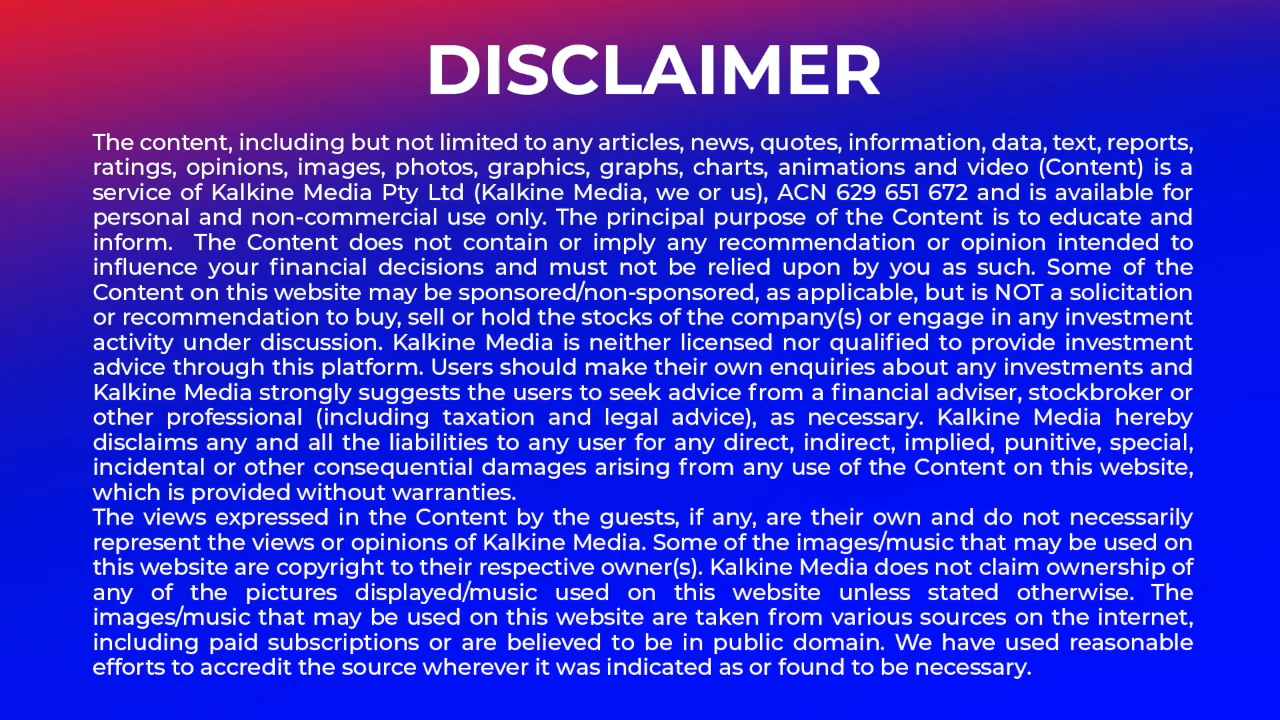 DISCLAIMER
The content, including but not limited to any articles, news, quotes, information, data, text, reports,
ratings, opinions, images, photos, graphics, graphs, charts, animations and video (Content) is a
service of Kalkine Media Pty Ltd (Kalkine Media, we or us), ACN 629 651 672 and is available for
personal and non-commercial use only. The principal purpose of the Content is to educate and
inform.  The Content does not contain or imply any recommendation or opinion intended to
influence your financial decisions and must not be relied upon by you as such. Some of the
Content on this website may be sponsored/non-sponsored, as applicable, but is NOT a solicitation
or recommendation to buy, sell or hold the stocks of the company(s) or engage in any investment
activity under discussion. Kalkine Media is neither licensed nor qualified to provide investment
advice through this platform. Users should make their own enquiries about any investments and
Kalkine Media strongly suggests the users to seek advice from a financial adviser, stockbroker or
other professional (including taxation and legal advice), as necessary. Kalkine Media hereby
disclaims any and all the liabilities to any user for any direct, indirect, implied, punitive, special,
incidental or other consequential damages arising from any use of the Content on this website,
which is provided without warranties.
The views expressed in the Content by the guests, if any, are their own and do not necessarily
represent the views or opinions of Kalkine Media. Some of the images/music that may be used on
this website are copyright to their respective owner(s). Kalkine Media does not claim ownership of
any of the pictures displayed/music used on this website unless stated otherwise. The
images/music that may be used on this website are taken from various sources on the internet,
including paid subscriptions or are believed to be in public domain. We have used reasonable
efforts to accredit the source wherever it was indicated as or found to be necessary.